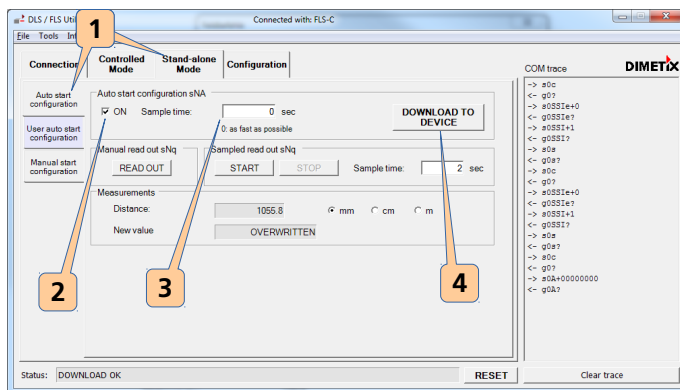 DLS / FLS Uti
Connected with: FLS-C
File Tools Int
1
Connection
Controlled Mode
Stand-alone Mode
Configuration
Auto start configuration
User auto start configuration
Manual start configuration
Auto start configuration sNA
ON
Sample time:
0 sec
0: as fast as possible
DOWNLOAD TO DEVICE
Manual read out sNq
READ OUT
Sampled read out sNq
START
STOP
Sample time:
2 sec
Measurements
Distance:
1055.8
mm
cm
m
New value
OVERWRITTEN
2
3
4
COM trace
DIMETIX
-> s0c
<- g0?
-> s0SSIe+0
<- g0SSIe?
-> s0SSI+1
<- g0SSI?
-> s0s
<- g0s?
-> s0c
<- g0?
-> s0SSIe+0
<- g0SSIe?
-> s0SSI+1
<- g0SSI?
-> s0s
<- g0s?
-> s0c
<- g0?
-> s0A+00000000
<- g0A?
Status: DOWNLOAD OK
RESET
Clear trace